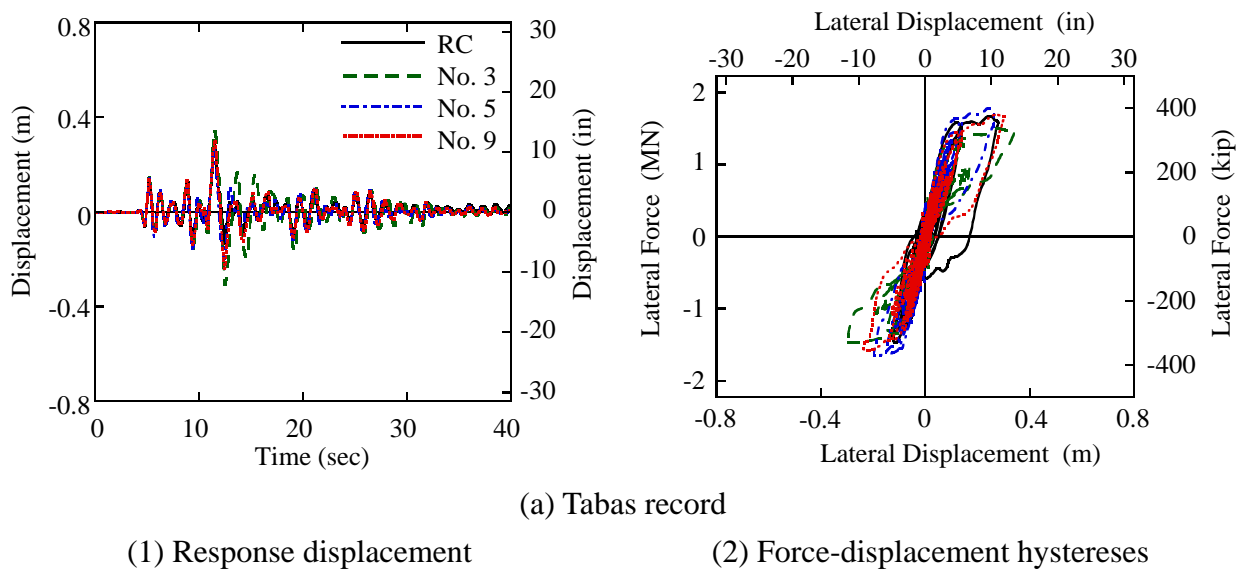 0.8
0.4
0
-0.4
-0.8
Displacement (m)
30
20
10
0
-10
-20
-30
Displacement (in)
RC
No. 3
No. 5
No. 9
0 10 20 30 40
Time (sec)
Lateral Displacement (in)
-30 -20 -10 0 10 20 30
2
1
0
-1
-2
Lateral Force (MN)
400
200
0
-200
-400
Lateral Force (kip)
-0.8 -0.4 0 0.4 0.8
Lateral Displacement (m)
(a) Tabas record
(1) Response displacement
(2) Force-displacement hystereses